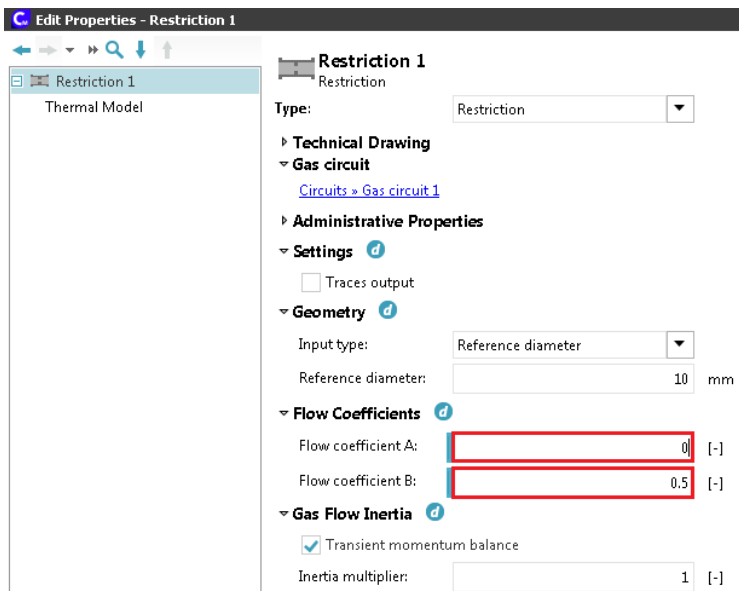 Edit Properties - Restriction 1
Restriction 1
Thermal Model
Restriction 1
Restriction
Type: Restriction
Technical Drawing
Gas circuit
Circuits » Gas circuit 1
Administrative Properties
Settings d
Traces output
Geometry d
Input type: Reference diameter
Reference diameter: 10 mm
Flow Coefficients d
Flow coefficient A: 0 [-]
Flow coefficient B: 0.5 [-]
Gas Flow Inertia d
Transient momentum balance
Inertia multiplier: 1 [-]